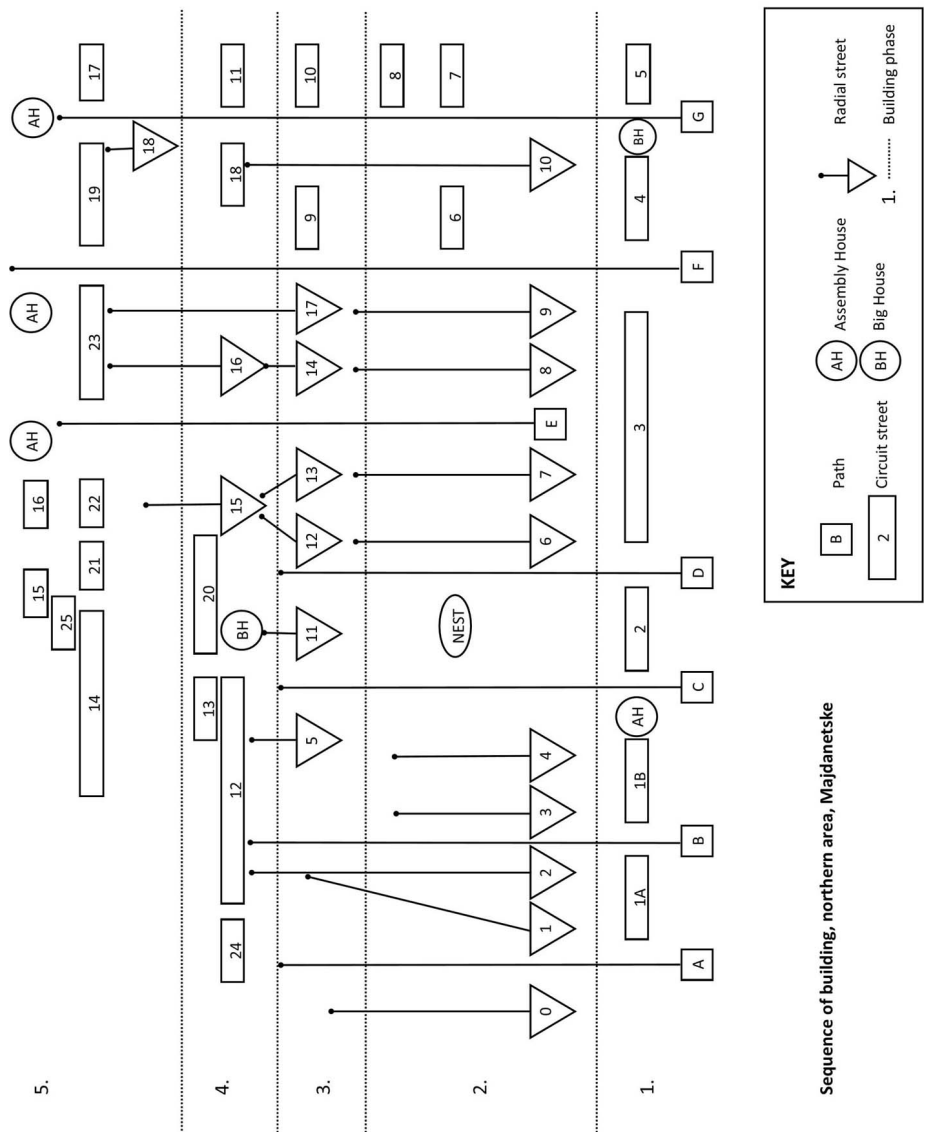 5. 15 16 AH AH AH
25
14 21 22 23 19 17
18
13 20
4. 24 12 BH 15 16 18 11
3. 5 11 12 13 14 17 9 10
8
NEST 6 7
2.
0 1 2 3 4 6 7 E 8 9 10
1. 1A 1B AH 2 3 4 BH 5
A B C D F G
KEY
B Path
AH Assembly House
Radial street
2 Circuit street
BH Big House
1. Building phase
Sequence of building, northern area, Majdanetske